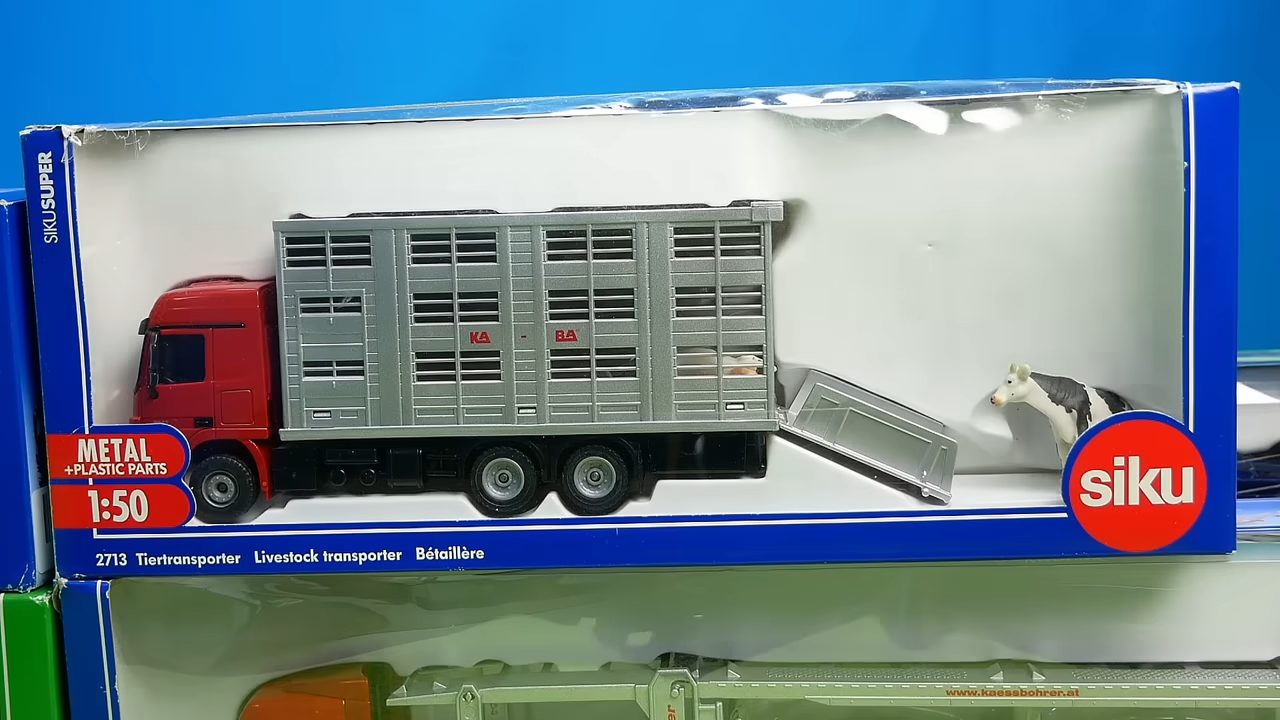 SIKUSUPER
KA - BA
METAL
+PLASTIC PARTS
1:50
siku
2713 Tiertransporter Livestock transporter Bétaillère
www.kaessbohrer.at